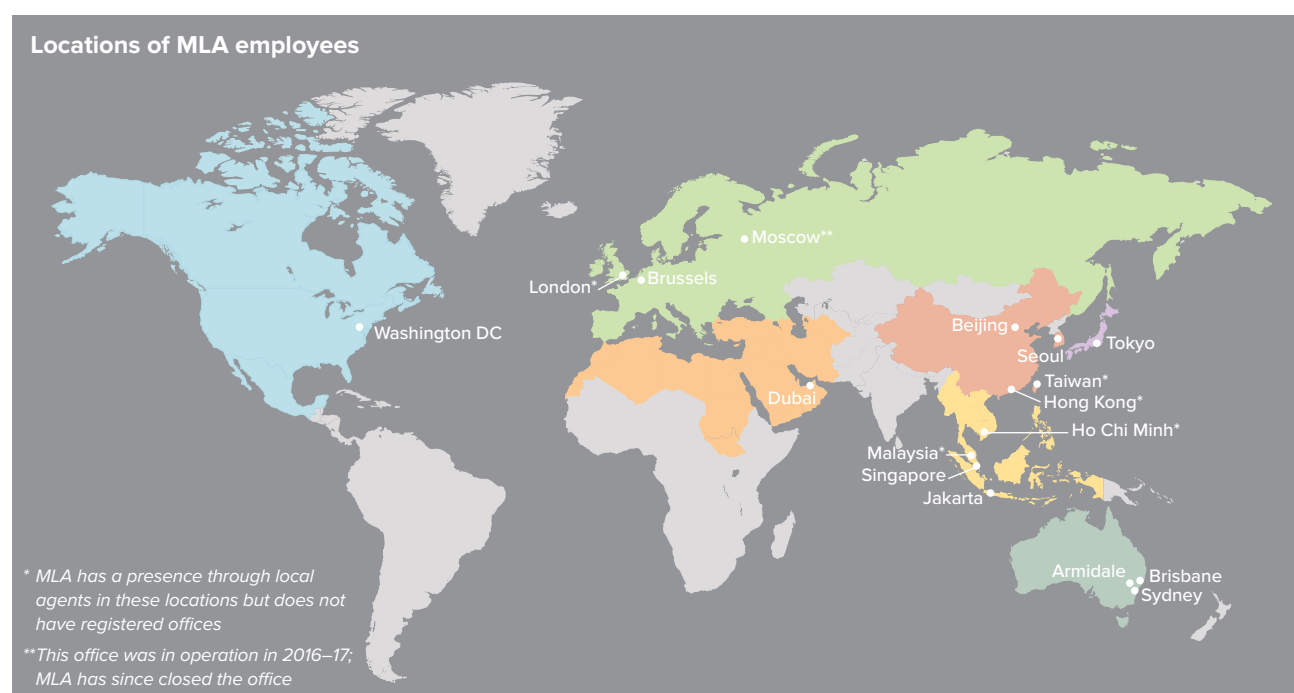 Locations of MLA employees
Moscow**
London*
Brussels
Washington DC
Beijing
Seoul
Tokyo
Dubai
Taiwan*
Hong Kong*
Ho Chi Minh*
Malaysia*
Singapore
Jakarta
Armidale
Brisbane
Sydney
* MLA has a presence through local
agents in these locations but does not
have registered offices
**This office was in operation in 2016–17;
MLA has since closed the office